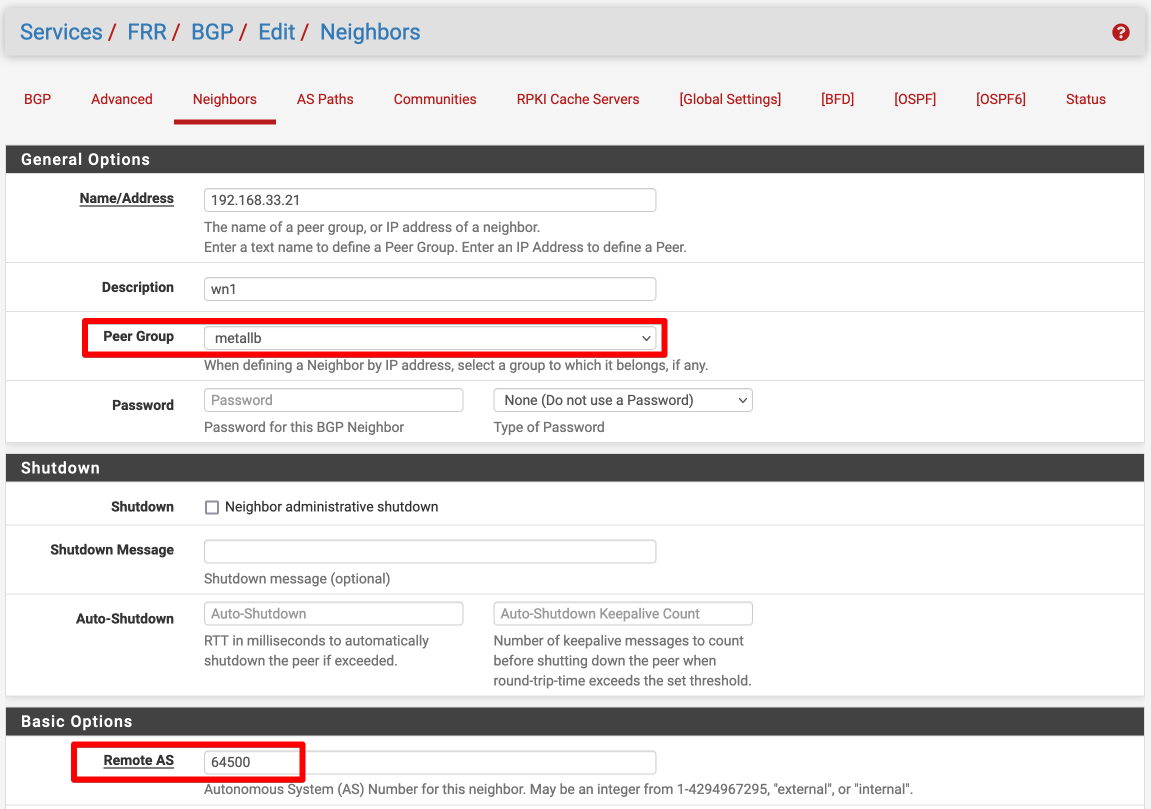 Services / FRR / BGP / Edit / Neighbors
BGP Advanced Neighbors AS Paths Communities RPKI Cache Servers [Global Settings] [BFD] [OSPF] [OSPF6] Status
General Options
Name/Address 192.168.33.21
The name of a peer group, or IP address of a neighbor.
Enter a text name to define a Peer Group. Enter an IP Address to define a Peer.
Description wn1
Peer Group metallb
When defining a Neighbor by IP address, select a group to which it belongs, if any.
Password Password None (Do not use a Password)
Password for this BGP Neighbor Type of Password
Shutdown
Shutdown Neighbor administrative shutdown
Shutdown Message
Shutdown message (optional)
Auto-Shutdown Auto-Shutdown Auto-Shutdown Keepalive Count
RTT in milliseconds to automatically Number of keepalive messages to count
shutdown the peer if exceeded. before shutting down the peer when
round-trip-time exceeds the set threshold.
Basic Options
Remote AS 64500
Autonomous System (AS) Number for this neighbor. May be an integer from 1-4294967295, "external", or "internal".